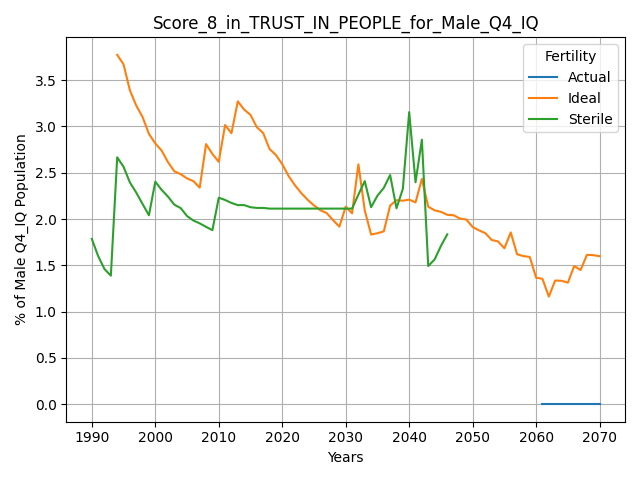 Score_8_in_TRUST_IN_PEOPLE_for_Male_Q4_IQ
Fertility
Actual
Ideal
Sterile
% of Male Q4_IQ Population
3.5
3.0
2.5
2.0
1.5
1.0
0.5
0.0
1990 2000 2010 2020 2030 2040 2050 2060 2070
Years